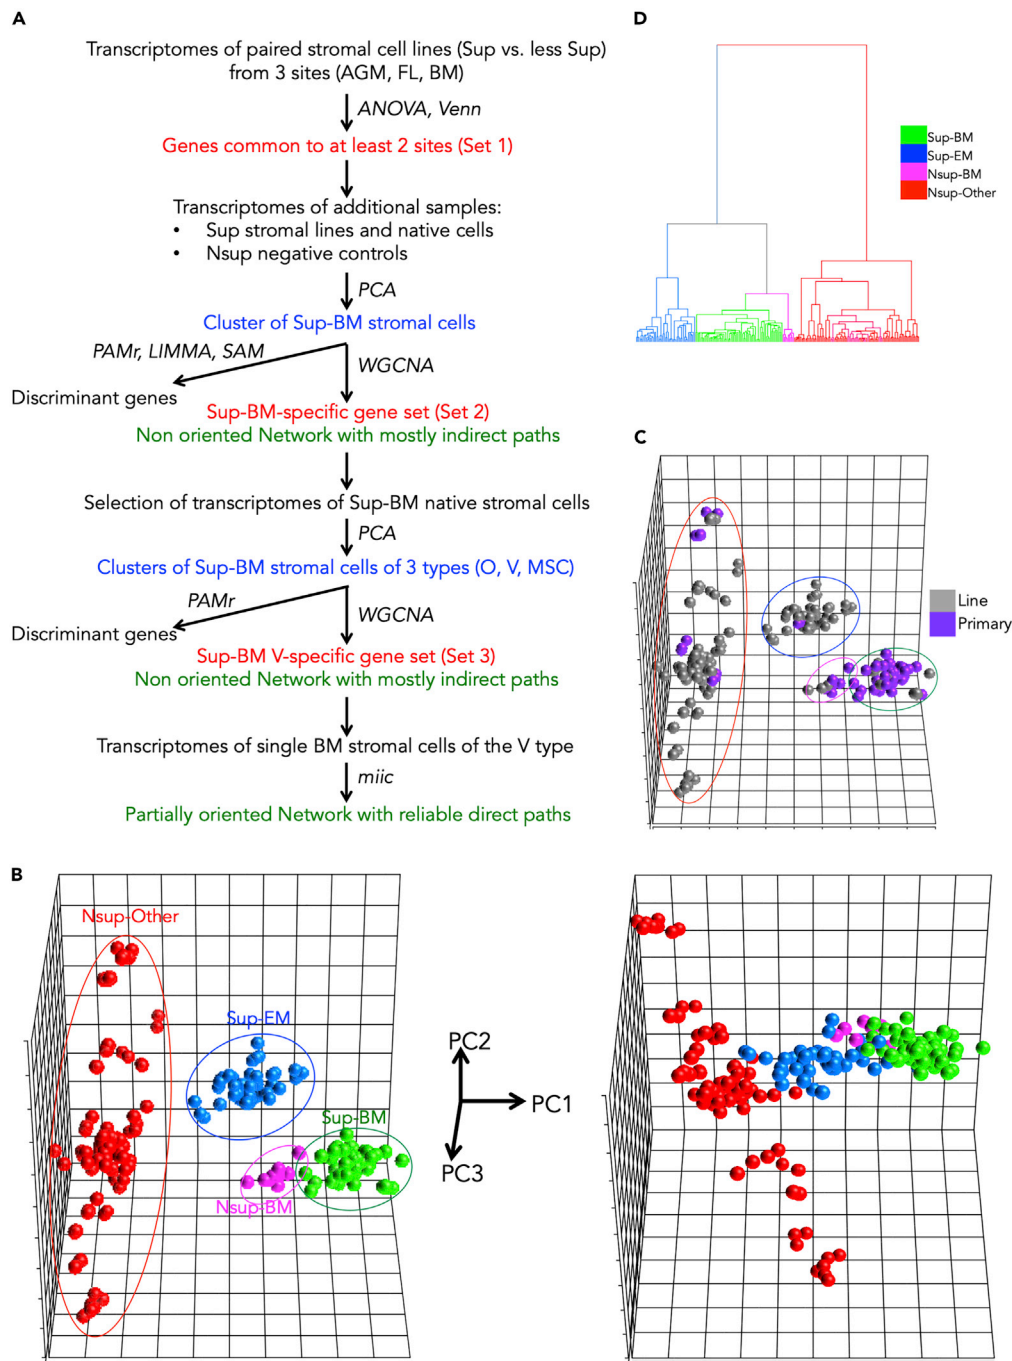 A
Transcriptomes of paired stromal cell lines (Sup vs. less Sup)
from 3 sites (AGM, FL, BM)
ANOVA, Venn
Genes common to at least 2 sites (Set 1)
Transcriptomes of additional samples:
• Sup stromal lines and native cells
• Nsup negative controls
PCA
Cluster of Sup-BM stromal cells
PAMr, LIMMA, SAM
WGCNA
Discriminant genes
Sup-BM-specific gene set (Set 2)
Non oriented Network with mostly indirect paths
Selection of transcriptomes of Sup-BM native stromal cells
PCA
Clusters of Sup-BM stromal cells of 3 types (O, V, MSC)
PAMr
WGCNA
Discriminant genes
Sup-BM V-specific gene set (Set 3)
Non oriented Network with mostly indirect paths
Transcriptomes of single BM stromal cells of the V type
miic
Partially oriented Network with reliable direct paths
D
Sup-BM
Sup-EM
Nsup-BM
Nsup-Other
C
Line
Primary
B
Nsup-Other
Sup-EM
Sup-BM
Nsup-BM
PC2
PC1
PC3